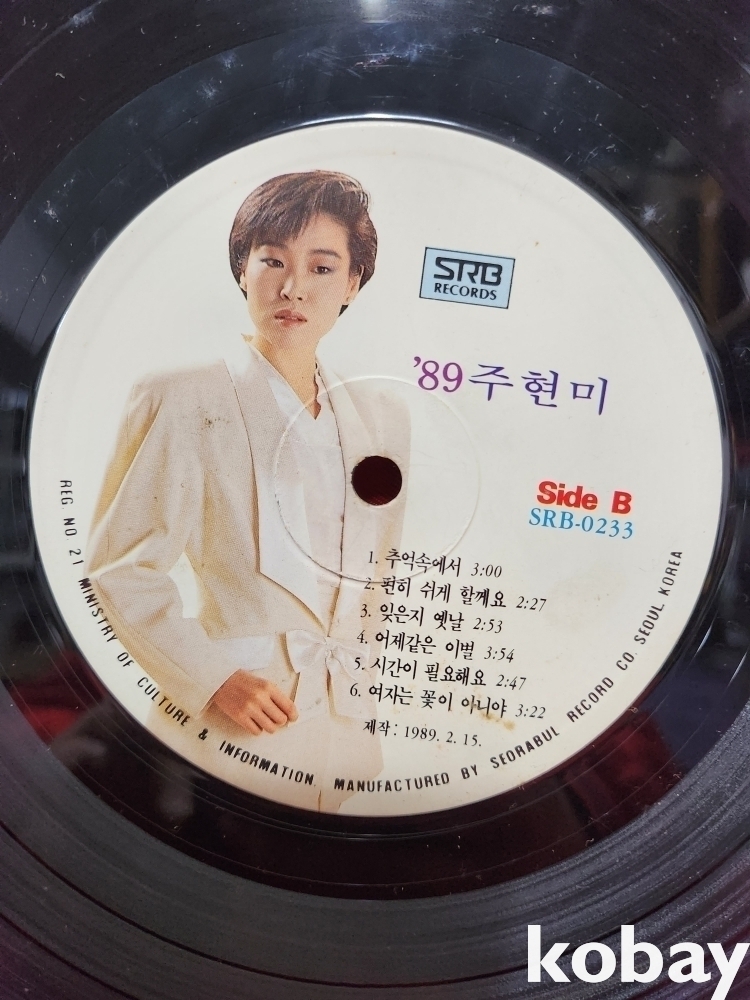 STRB
RECORDS
'89 주현미
Side B
SRB-0233
1. 추억속에서 3:00
2. 편히 쉬게 할께요 2:27
3. 잊은지 옛날 2:53
4. 어제같은 이별 3:54
5. 시간이 필요해요 2:47
6. 여자는 꽃이 아니야 3:22
제작: 1989. 2. 15.
REG. NO. 21 MINISTRY OF CULTURE & INFORMATION. MANUFACTURED BY SEORABUL RECORD CO. SEOUL KOREA
kobay